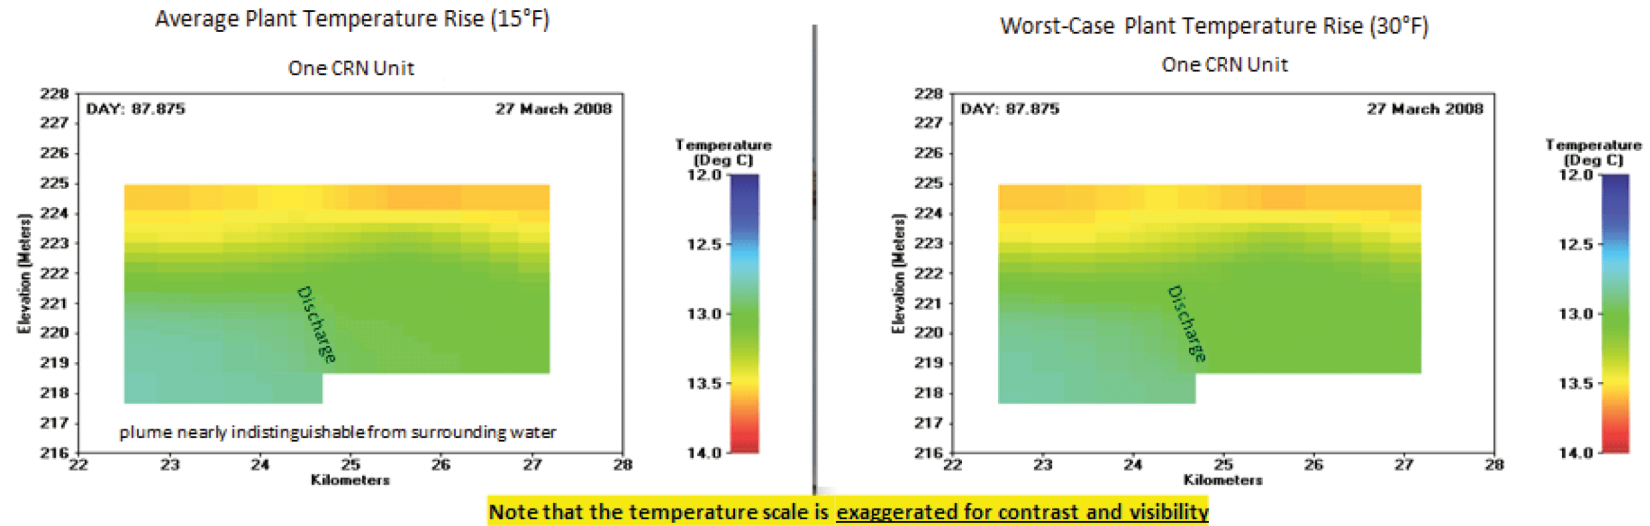 Average Plant Temperature Rise (15°F)
One CRN Unit
DAY: 87.875 27 March 2008
228
227
226
225
224
223
222
221
220
219
218
217
216
Elevation (Meters)
Discharge
plume nearly indistinguishable from surrounding water
22 23 24 25 26 27 28
Kilometers
Temperature
(Deg C)
12.0
12.5
13.0
13.5
14.0
Worst-Case Plant Temperature Rise (30°F)
One CRN Unit
DAY: 87.875 27 March 2008
228
227
226
225
224
223
222
221
220
219
218
217
216
Elevation (Meters)
Discharge
22 23 24 25 26 27 28
Kilometers
Temperature
(Deg C)
12.0
12.5
13.0
13.5
14.0
Note that the temperature scale is exaggerated for contrast and visibility